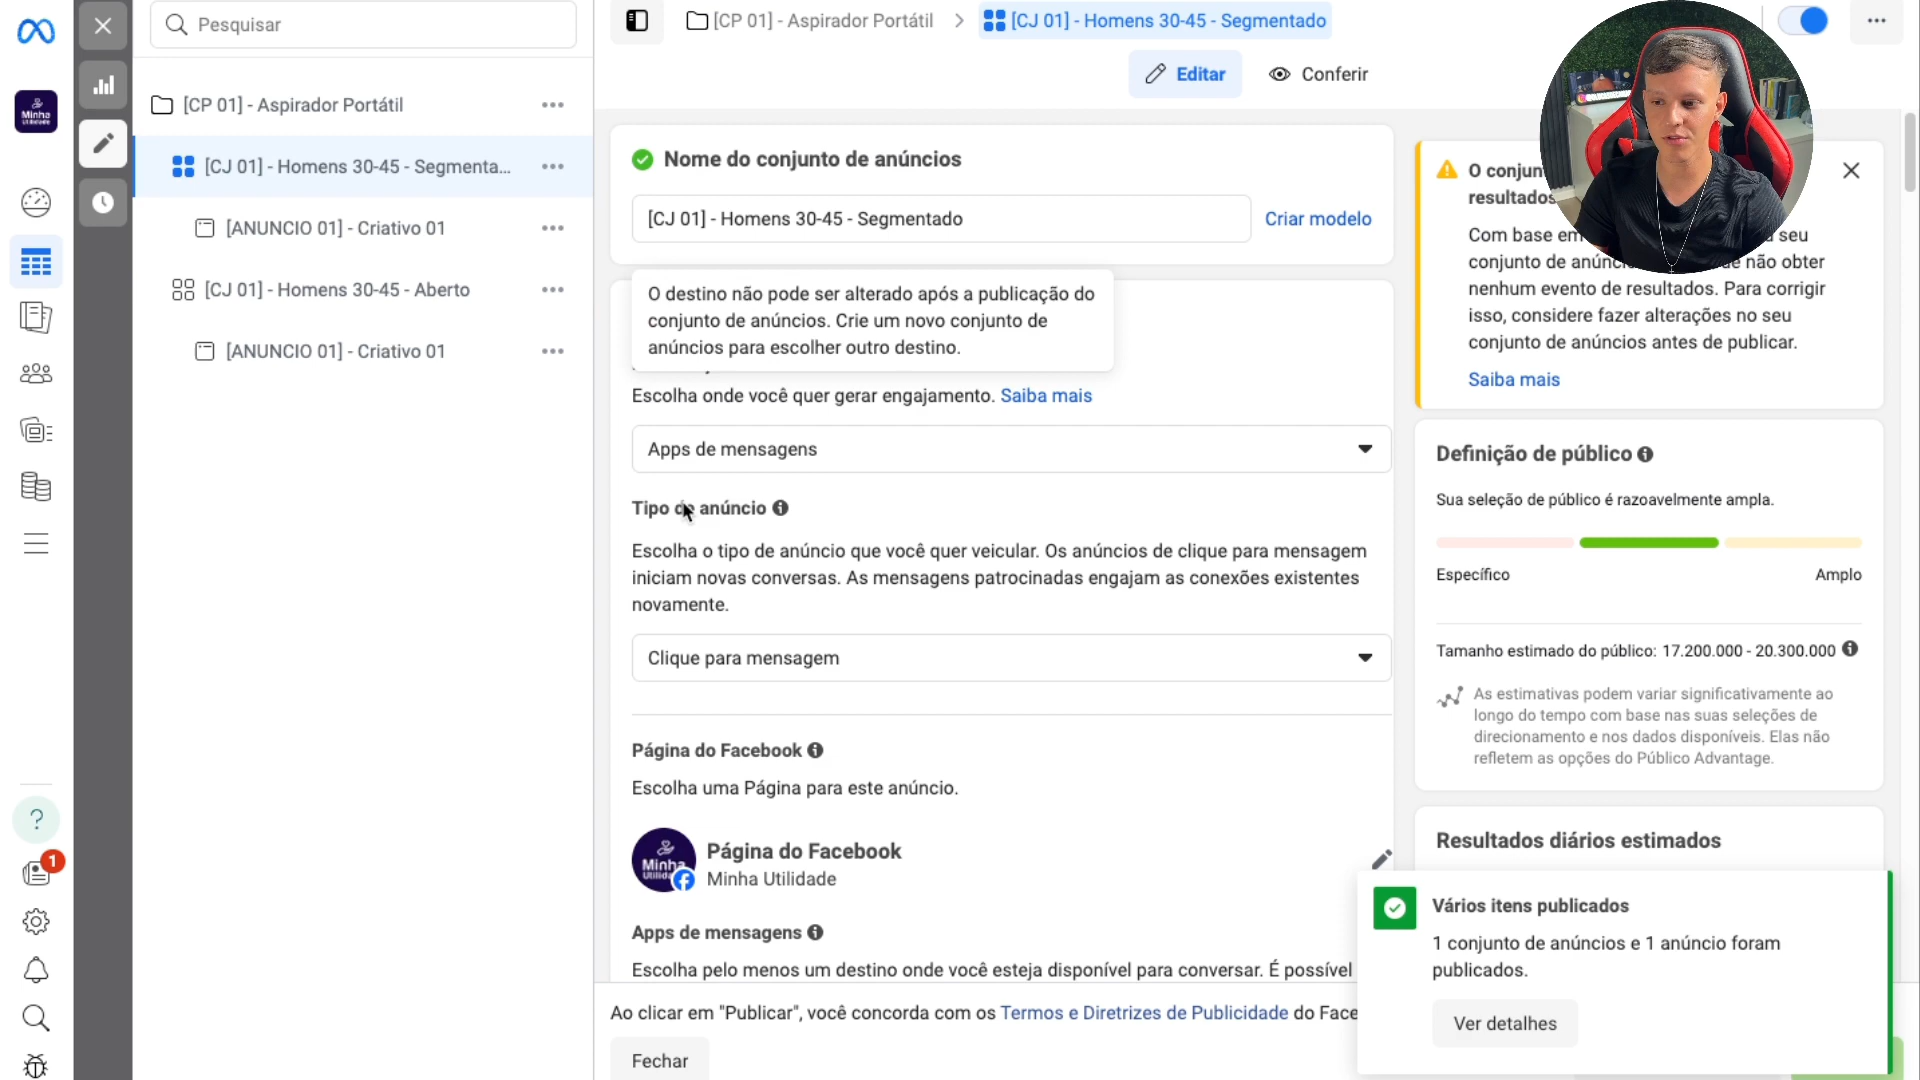 Pesquisar
[CP 01] - Aspirador Portátil
[CJ 01] - Homens 30-45 - Segmenta...
[ANUNCIO 01] - Criativo 01
[CJ 01] - Homens 30-45 - Aberto
[ANUNCIO 01] - Criativo 01
Minha
1
[CP 01] - Aspirador Portátil
[CJ 01] - Homens 30-45 - Segmentado
Editar
Conferir
Nome do conjunto de anúncios
[CJ 01] - Homens 30-45 - Segmentado
Criar modelo
O destino não pode ser alterado após a publicação do
conjunto de anúncios. Crie um novo conjunto de
anúncios para escolher outro destino.
Escolha onde você quer gerar engajamento. Saiba mais
Apps de mensagens
Tipo de anúncio
Escolha o tipo de anúncio que você quer veicular. Os anúncios de clique para mensagem
iniciam novas conversas. As mensagens patrocinadas engajam as conexões existentes
novamente.
Clique para mensagem
Página do Facebook
Escolha uma Página para este anúncio.
Minha
Página do Facebook
Minha Utilidade
Apps de mensagens
Escolha pelo menos um destino onde você esteja disponível para conversar. É possível
Ao clicar em "Publicar", você concorda com os Termos e Diretrizes de Publicidade do Face
Fechar
O conjun
resultados
Com base em seu
conjunto de anúnc e não obter
nenhum evento de resultados. Para corrigir
isso, considere fazer alterações no seu
conjunto de anúncios antes de publicar.
Saiba mais
Definição de público
Sua seleção de público é razoavelmente ampla.
Específico Amplo
Tamanho estimado do público: 17.200.000 - 20.300.000
As estimativas podem variar significativamente ao
longo do tempo com base nas suas seleções de
direcionamento e nos dados disponíveis. Elas não
refletem as opções do Público Advantage.
Resultados diários estimados
Vários itens publicados
1 conjunto de anúncios e 1 anúncio foram
publicados.
Ver detalhes